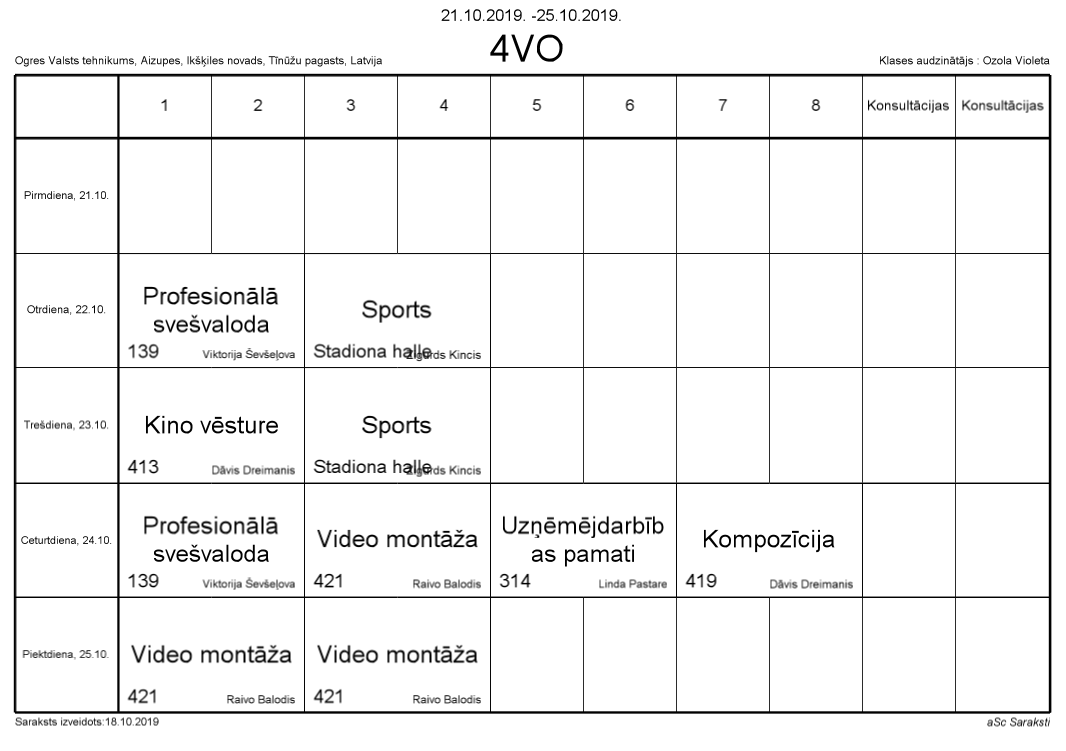 21.10.2019. -25.10.2019.
4VO
Ogres Valsts tehnikums, Aizupes, Ikšķiles novads, Tīnūžu pagasts, Latvija
Klases audzinātājs : Ozola Violeta
1 2 3 4 5 6 7 8 Konsultācijas Konsultācijas
Pirmdiena, 21.10.
Otrdiena, 22.10.
Profesionālā
svešvaloda
139 Viktorija Ševšeļova
Sports
Stadiona halle Zigurds Kincis
Trešdiena, 23.10.
Kino vēsture
413 Dāvis Dreimanis
Sports
Stadiona halle Zigurds Kincis
Ceturtdiena, 24.10.
Profesionālā
svešvaloda
139 Viktorija Ševšeļova
Video montāža
421 Raivo Balodis
Uzņēmējdarbīb
as pamati
314 Linda Pastare
Kompozīcija
419 Dāvis Dreimanis
Piektdiena, 25.10.
Video montāža
421 Raivo Balodis
Video montāža
421 Raivo Balodis
Saraksts izveidots:18.10.2019
aSc Saraksti